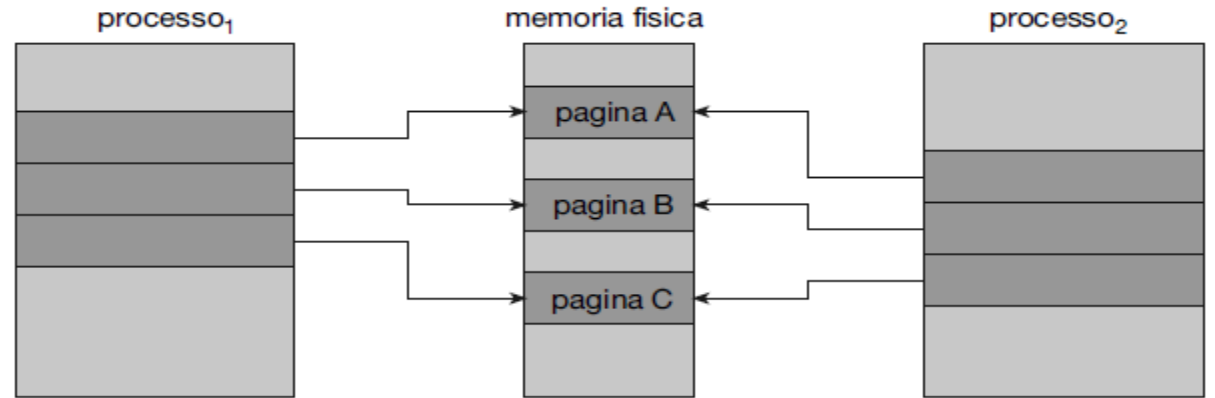 processo₁
memoria fisica
processo₂
pagina A
pagina B
pagina C